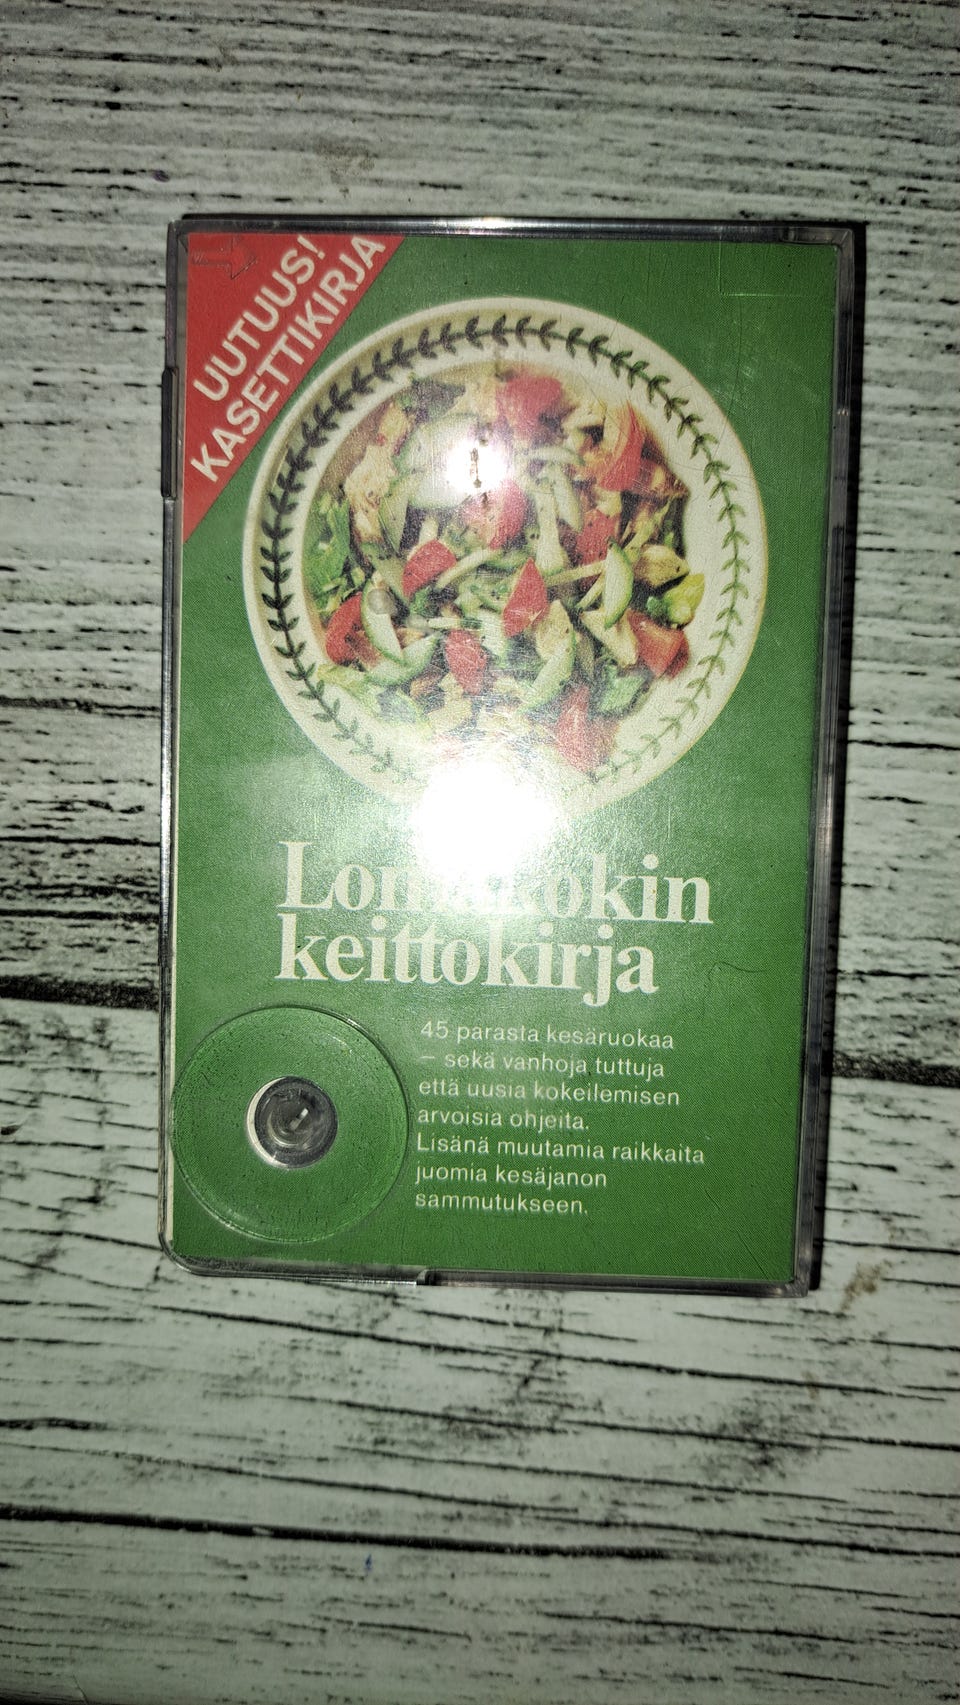 UUTUUS!
KASETTIKIRJA
Lomakokin
keittokirja
45 parasta kesäruokaa
– sekä vanhoja tuttuja
että uusia kokeilemisen
arvoisia ohjeita.
Lisänä muutamia raikkaita
juomia kesäjanon
sammutukseen.